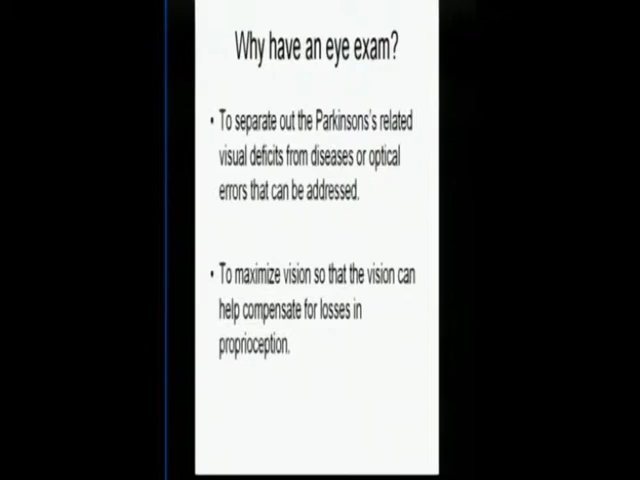 Why have an eye exam?
• To separate out the Parkinsons's related
visual deficits from diseases or optical
errors that can be addressed.
• To maximize vision so that the vision can
help compensate for losses in
proprioception.